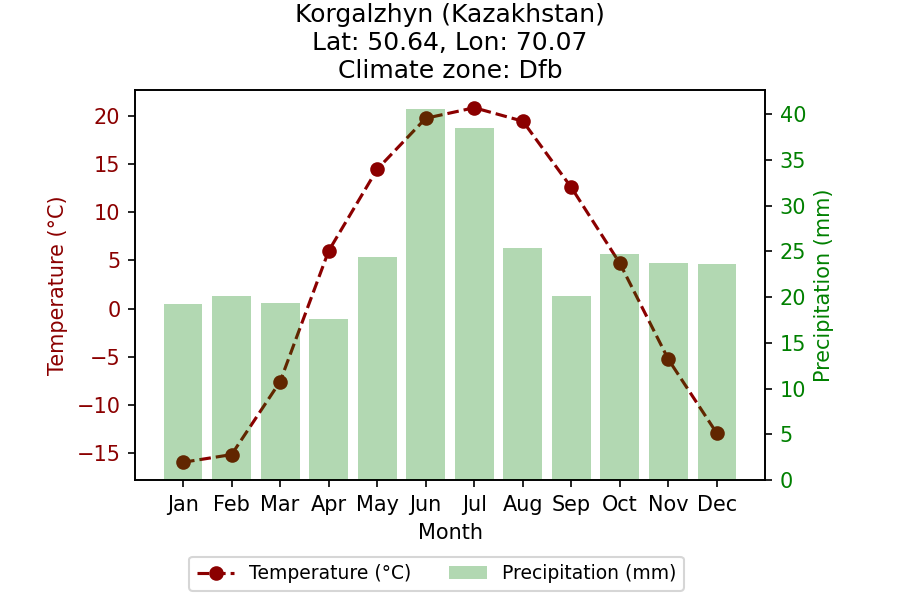 Korgalzhyn (Kazakhstan)
Lat: 50.64, Lon: 70.07
Climate zone: Dfb
Temperature (°C)
20
15
10
5
0
−5
−10
−15
40
35
30
25
20
15
10
5
0
Precipitation (mm)
Jan Feb Mar Apr May Jun Jul Aug Sep Oct Nov Dec
Month
Temperature (°C) Precipitation (mm)